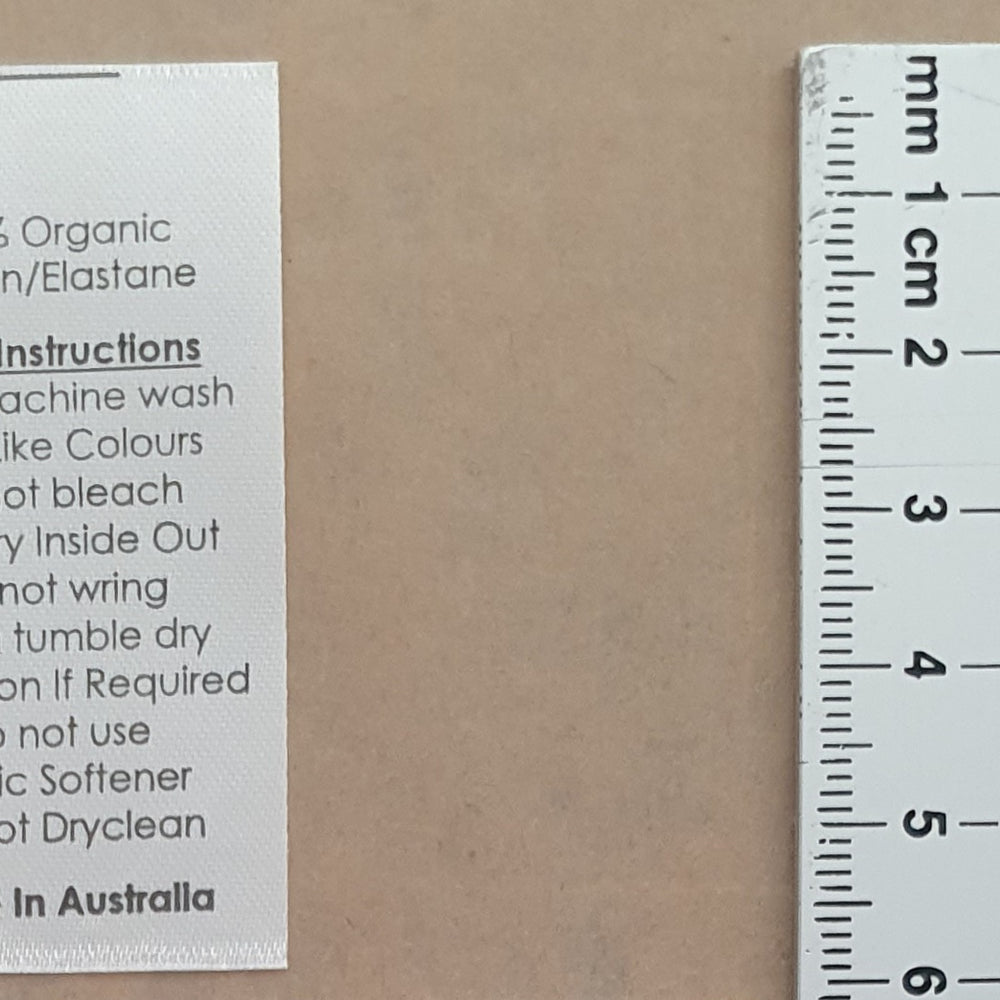 % Organic
n/Elastane
Instructions
achine wash
Like Colours
ot bleach
ry Inside Out
not wring
tumble dry
on If Required
not use
ic Softener
ot Dryclean
In Australia
mm
1 cm
2
3
4
5
6